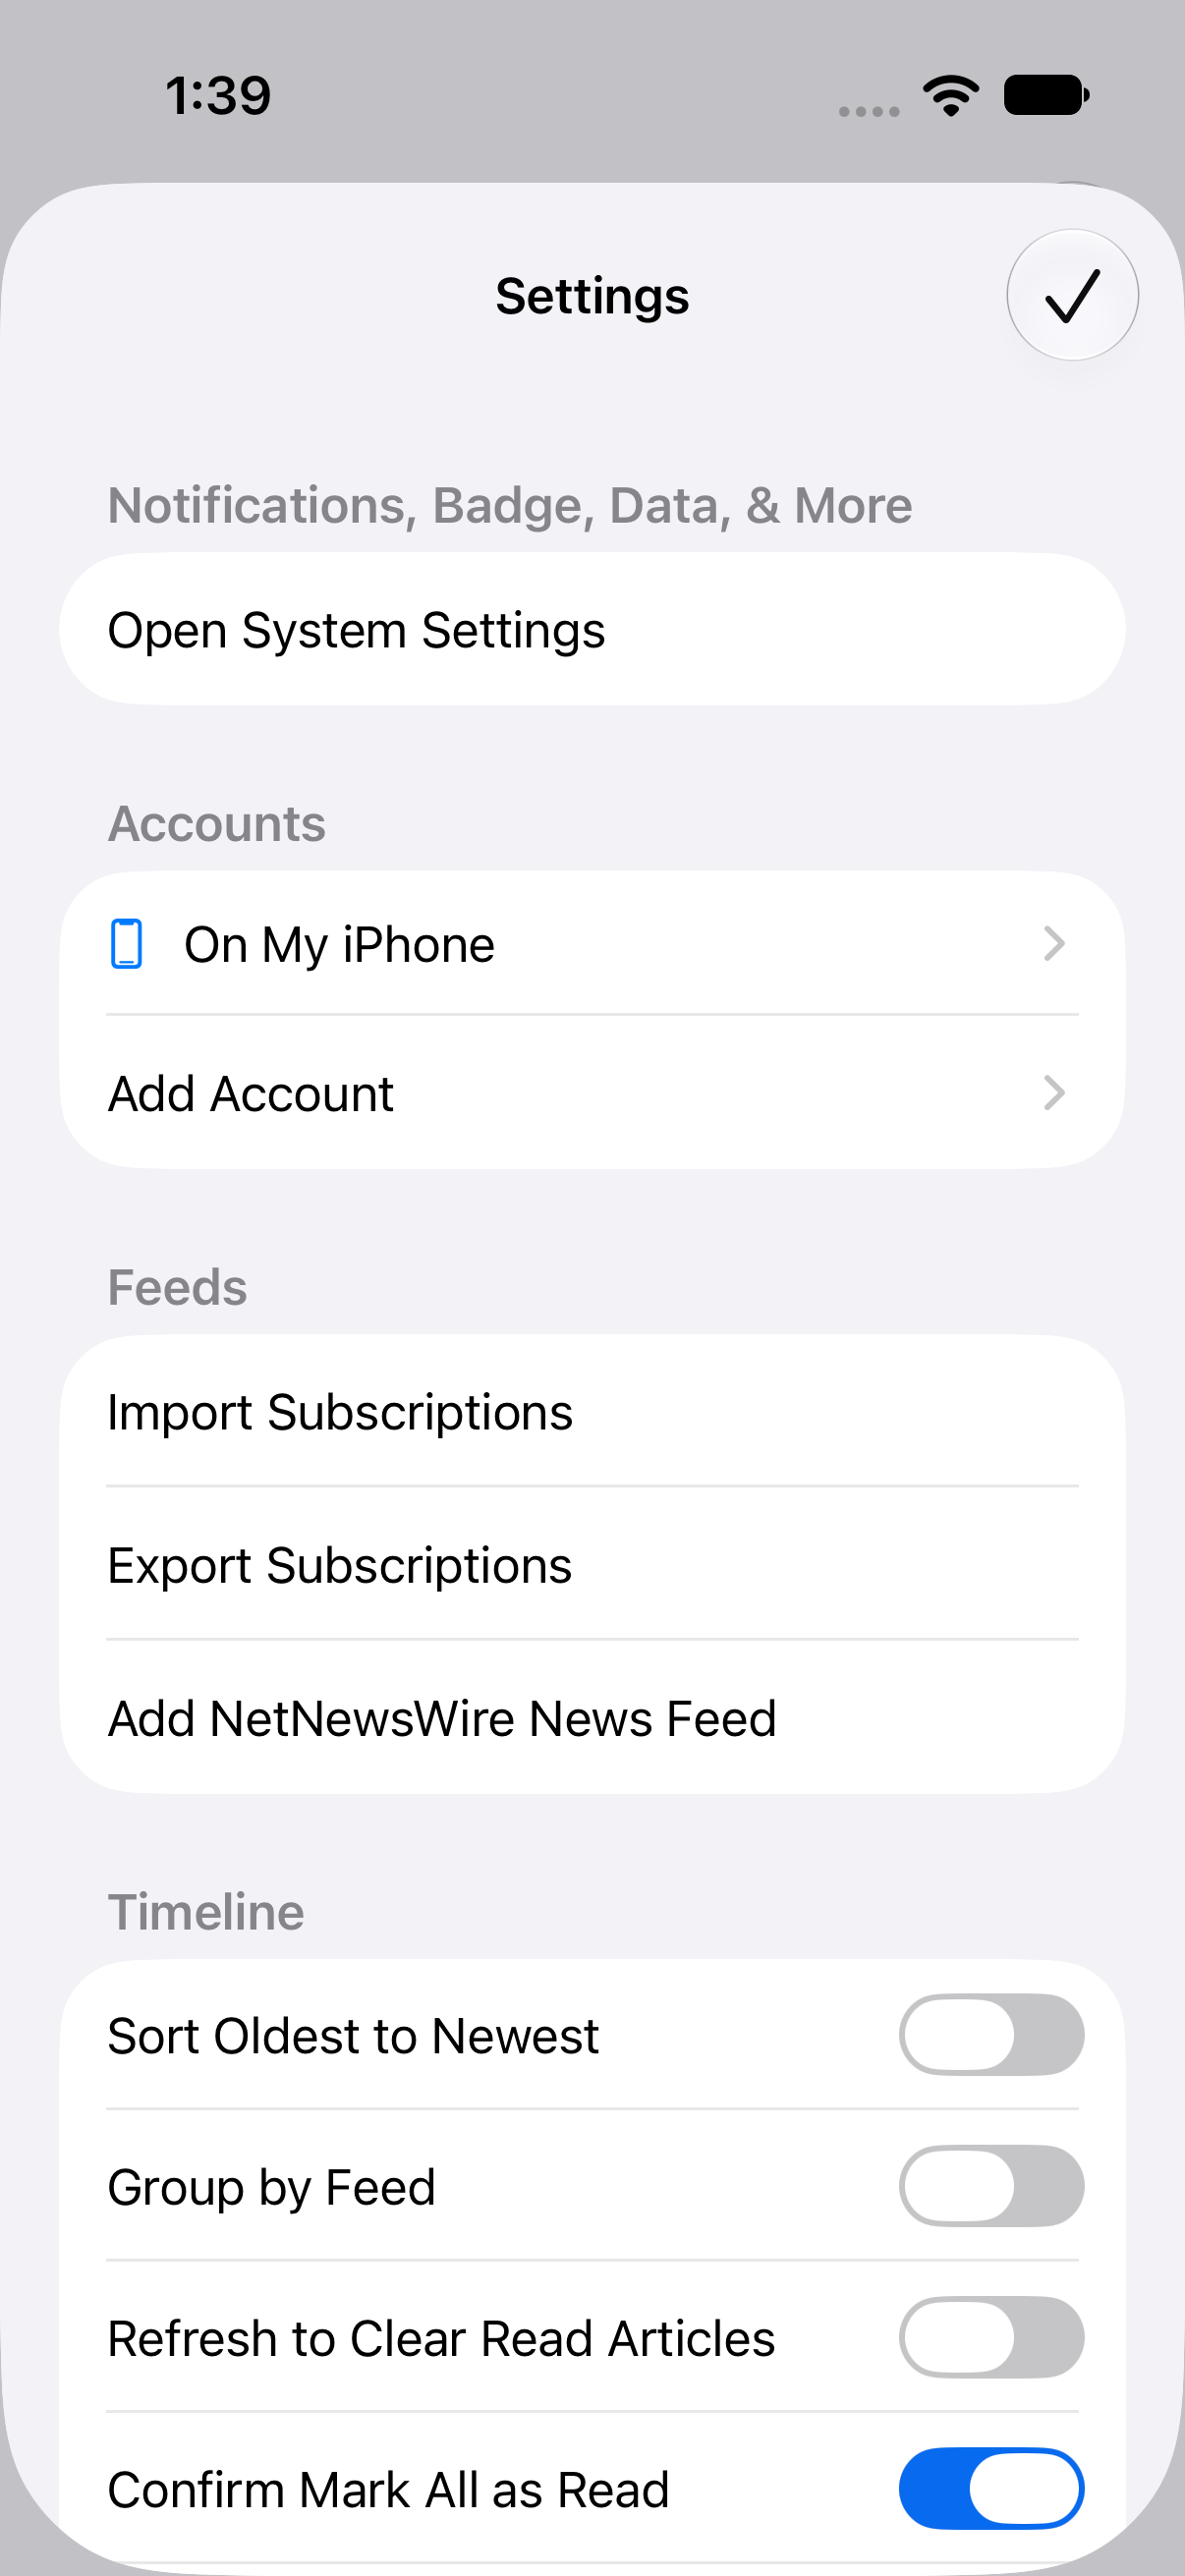 1:39
Settings
Notifications, Badge, Data, & More
Open System Settings
Accounts
On My iPhone
Add Account
Feeds
Import Subscriptions
Export Subscriptions
Add NetNewsWire News Feed
Timeline
Sort Oldest to Newest
Group by Feed
Refresh to Clear Read Articles
Confirm Mark All as Read